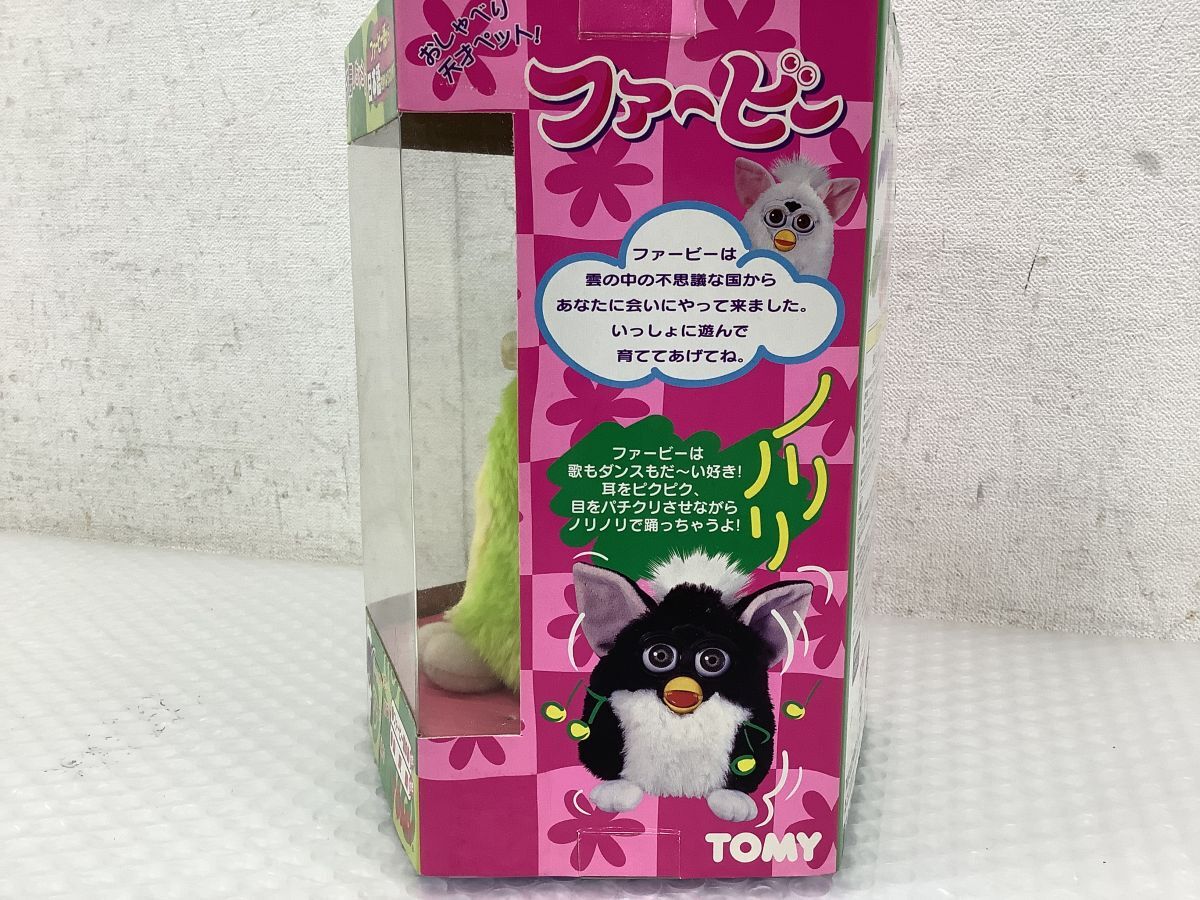 おしゃべり
天才ペット!
ファービー
ファービーは
雲の中の不思議な国から
あなたに会いにやって来ました。
いっしょに遊んで
育ててあげてね。
ノリノリ
ファービーは
歌もダンスもだ〜い好き!
耳をピクピク、
目をパチクリさせながら
ノリノリで踊っちゃうよ!
TOMY